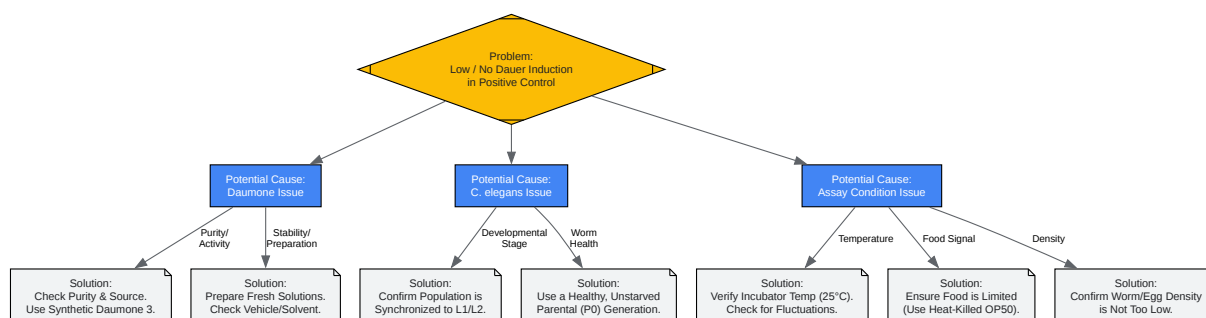 Problem:
Low / No Dauer Induction
in Positive Control
Potential Cause:
Daumone Issue
Potential Cause:
C. elegans Issue
Potential Cause:
Assay Condition Issue
Purity/
Activity
Stability/
Preparation
Developmental
Stage
Worm
Health
Temperature
Food Signal
Density
Solution:
Check Purity & Source.
Use Synthetic Daumone 3.
Solution:
Prepare Fresh Solutions.
Check Vehicle/Solvent.
Solution:
Confirm Population is
Synchronized to L1/L2.
Solution:
Use a Healthy, Unstarved
Parental (P0) Generation.
Solution:
Verify Incubator Temp (25°C).
Check for Fluctuations.
Solution:
Ensure Food is Limited
(Use Heat-Killed OP50).
Solution:
Confirm Worm/Egg Density
is Not Too Low.